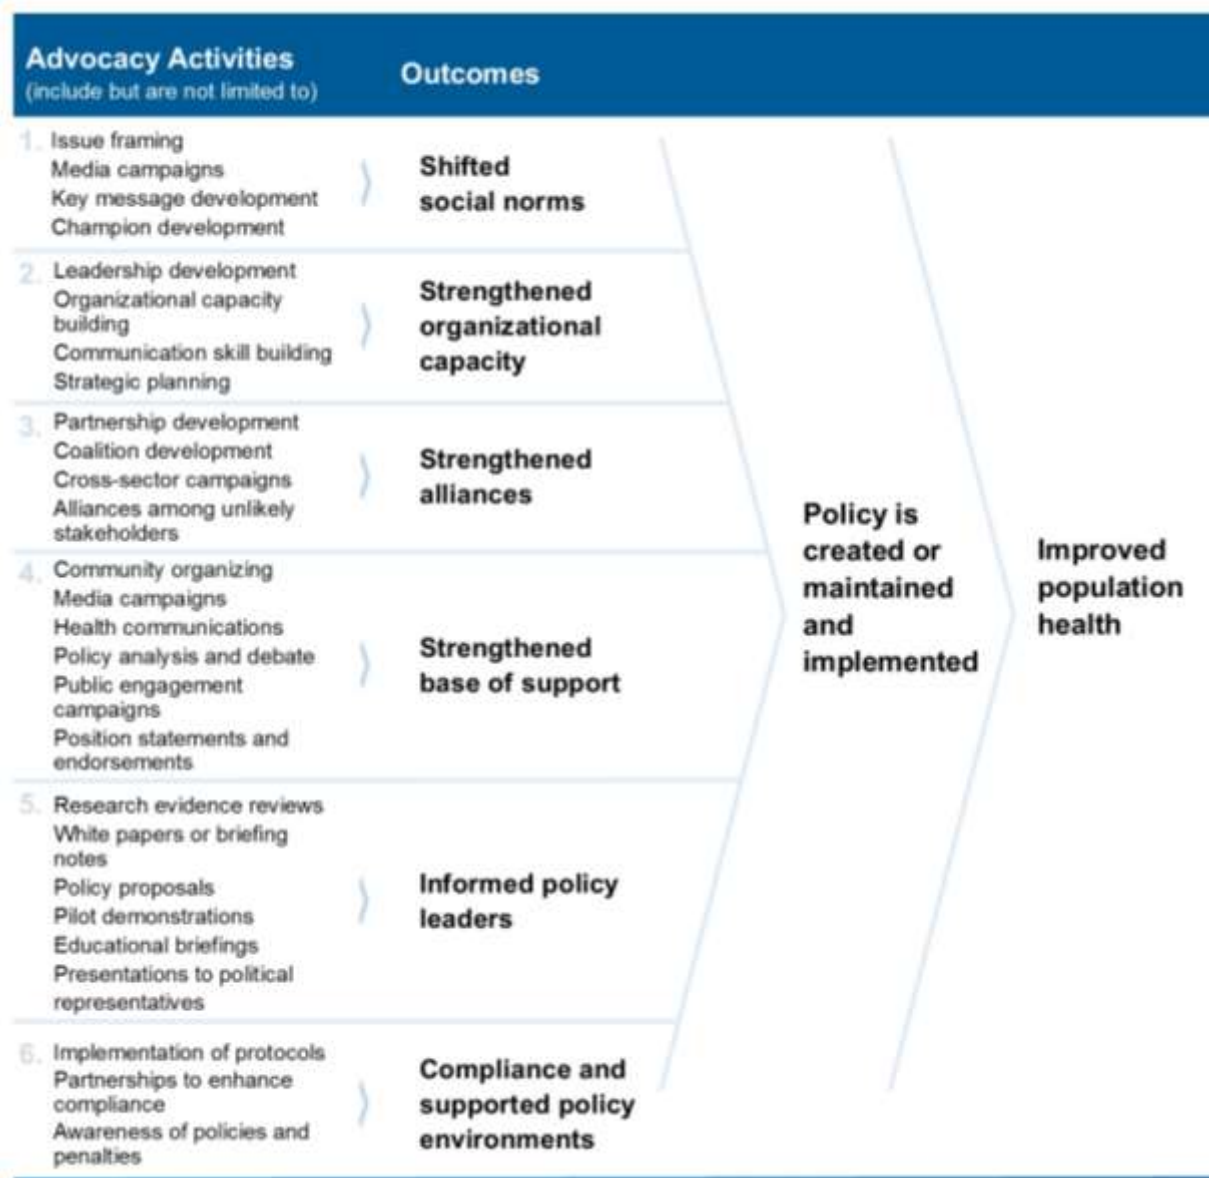 Advocacy Activities
(include but are not limited to)
Outcomes
1. Issue framing
Media campaigns
Key message development
Champion development
Shifted
social norms
2. Leadership development
Organizational capacity
building
Communication skill building
Strategic planning
Strengthened
organizational
capacity
3. Partnership development
Coalition development
Cross-sector campaigns
Alliances among unlikely
stakeholders
Strengthened
alliances
4. Community organizing
Media campaigns
Health communications
Policy analysis and debate
Public engagement
campaigns
Position statements and
endorsements
Strengthened
base of support
5. Research evidence reviews
White papers or briefing
notes
Policy proposals
Pilot demonstrations
Educational briefings
Presentations to political
representatives
Informed policy
leaders
6. Implementation of protocols
Partnerships to enhance
compliance
Awareness of policies and
penalties
Compliance and
supported policy
environments
Policy is
created or
maintained
and
implemented
Improved
population
health